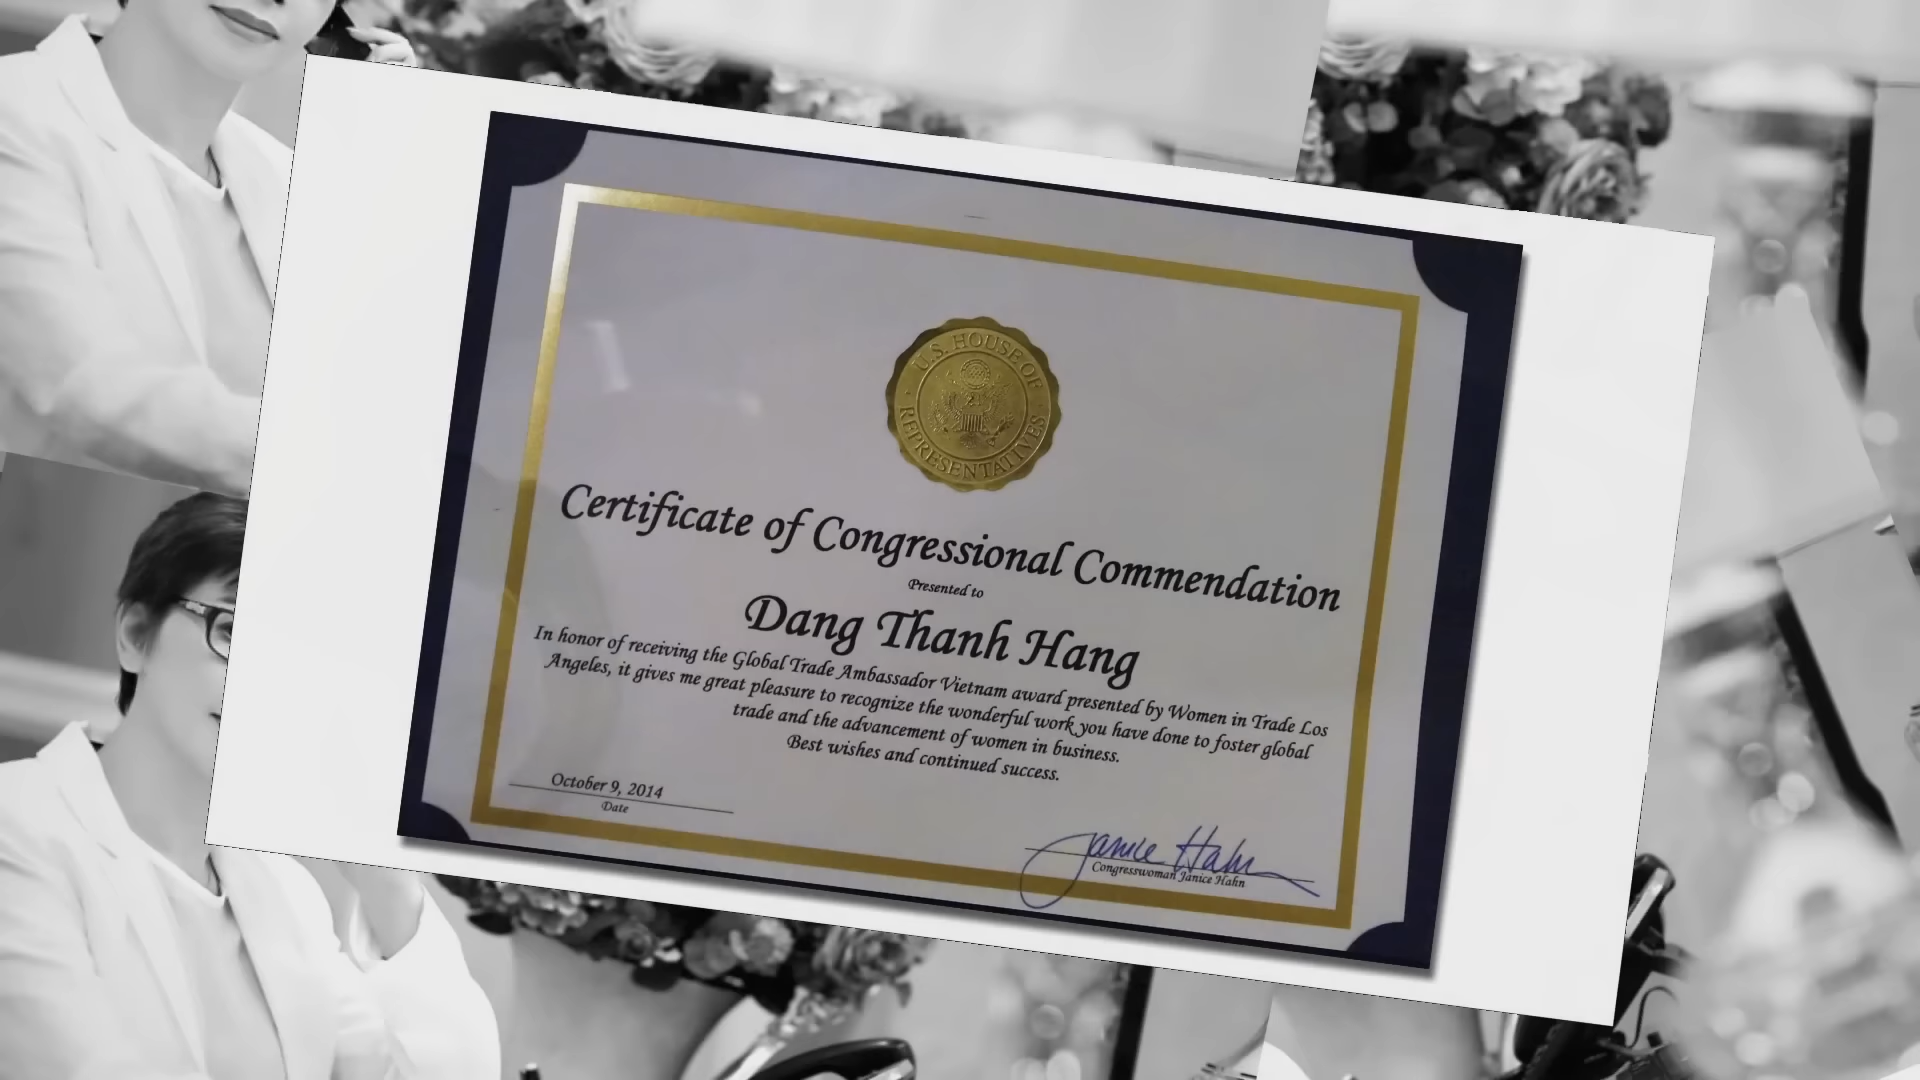 U.S. HOUSE OF
REPRESENTATIVES
Certificate of Congressional Commendation
Presented to
Dang Thanh Hang
In honor of receiving the Global Trade Ambassador Vietnam award presented by Women in Trade Los
Angeles, it gives me great pleasure to recognize the wonderful work you have done to foster global
trade and the advancement of women in business.
Best wishes and continued success.
October 9, 2014
Date
Janice Hahn
Congresswoman Janice Hahn